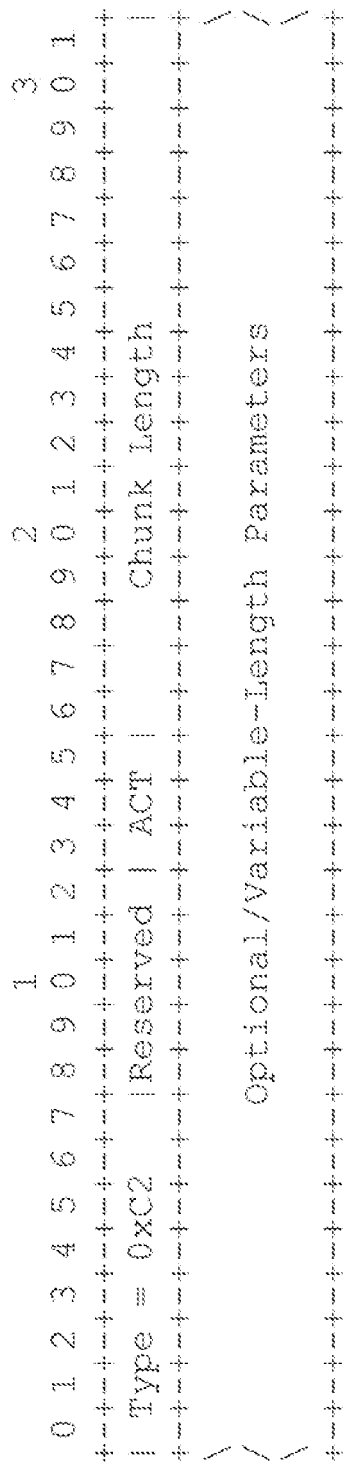 1                   2                   3
 0 1 2 3 4 5 6 7 8 9 0 1 2 3 4 5 6 7 8 9 0 1 2 3 4 5 6 7 8 9 0 1
+-+-+-+-+-+-+-+-+-+-+-+-+-+-+-+-+-+-+-+-+-+-+-+-+-+-+-+-+-+-+-+-+
| Type = 0xC2   |Reserved | ACT |         Chunk Length          |
+-+-+-+-+-+-+-+-+-+-+-+-+-+-+-+-+-+-+-+-+-+-+-+-+-+-+-+-+-+-+-+-+
\                                                               \
/              Optional/Variable-Length Parameters              /
\                                                               \
+-+-+-+-+-+-+-+-+-+-+-+-+-+-+-+-+-+-+-+-+-+-+-+-+-+-+-+-+-+-+-+-+